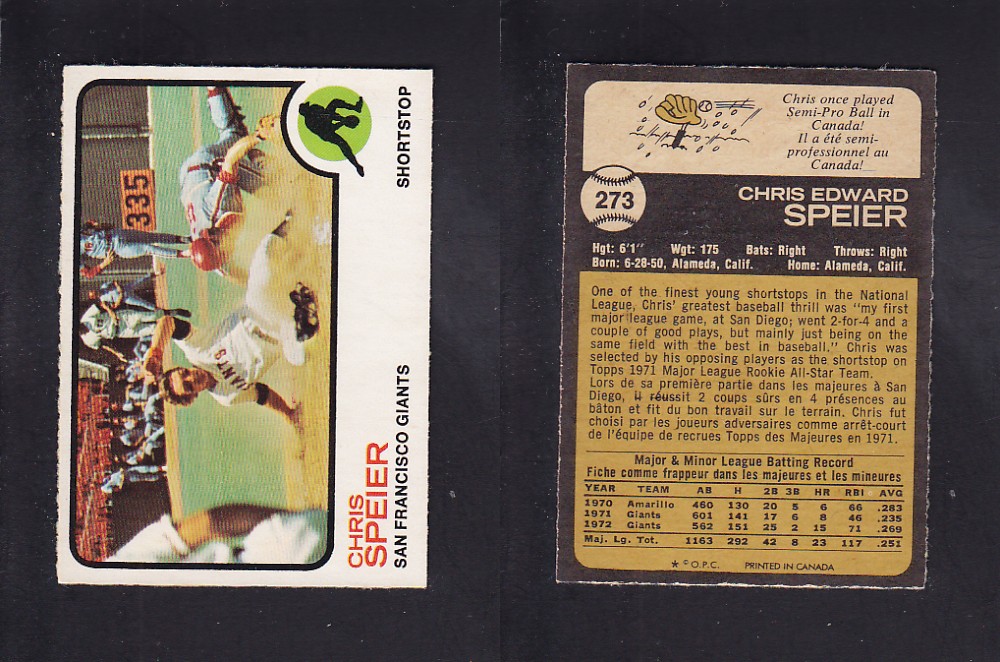 335
GIANTS
SHORTSTOP
CHRIS
SPEIER
SAN FRANCISCO GIANTS
Chris once played
Semi-Pro Ball in
Canada!
Il a été semi-
professionnel au
Canada!
273
CHRIS EDWARD
SPEIER
Hgt: 6'1" Wgt: 175 Bats: Right Throws: Right
Born: 6-28-50, Alameda, Calif. Home: Alameda, Calif.
One of the finest young shortstops in the National
League, Chris' greatest baseball thrill was "my first
major league game, at San Diego; went 2-for-4 and a
couple of good plays, but mainly just being on the
same field with the best in baseball." Chris was
selected by his opposing players as the shortstop on
Topps 1971 Major League Rookie All-Star Team.
Lors de sa première partie dans les majeures à San
Diego, il réussit 2 coups sûrs en 4 présences au
bâton et fit du bon travail sur le terrain. Chris fut
choisi par les joueurs adversaires comme arrêt-court
de l'équipe de recrues Topps des Majeures en 1971.
Major & Minor League Batting Record
Fiche comme frappeur dans les majeures et les mineures
YEAR TEAM AB H 2B 3B HR RBI AVG
1970 Amarillo 460 130 20 5 6 66 .283
1971 Giants 601 141 17 6 8 46 .235
1972 Giants 562 151 25 2 15 71 .269
Maj. Lg. Tot. 1163 292 42 8 23 117 .251
* © O.P.C. PRINTED IN CANADA